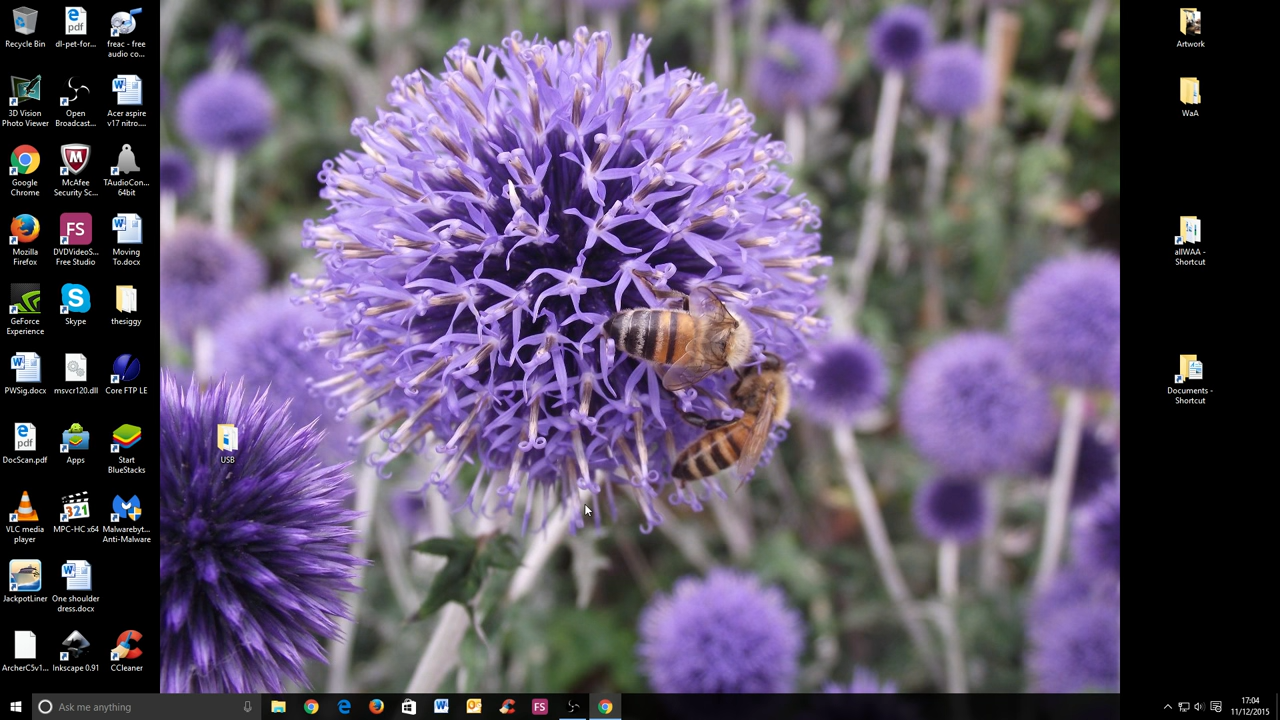 Recycle Bin
dl-pet-for...
freac - free
audio co...
3D Vision
Photo Viewer
Open
Broadcast...
Acer aspire
v17 nitro....
Google
Chrome
McAfee
Security Sc...
TAudioCon...
64bit
Mozilla
Firefox
DVDVideoS...
Free Studio
Moving
To.docx
GeForce
Experience
Skype
thesiggy
PWSig.docx
msvcr120.dll
Core FTP LE
DocScan.pdf
Apps
Start
BlueStacks
USB
VLC media
player
MPC-HC x64
Malwarebyt...
Anti-Malware
JackpotLiner
One shoulder
dress.docx
ArcherC5v1...
Inkscape 0.91
CCleaner
Artwork
WaA
allWAA -
Shortcut
Documents -
Shortcut
Ask me anything
17:04
11/12/2015